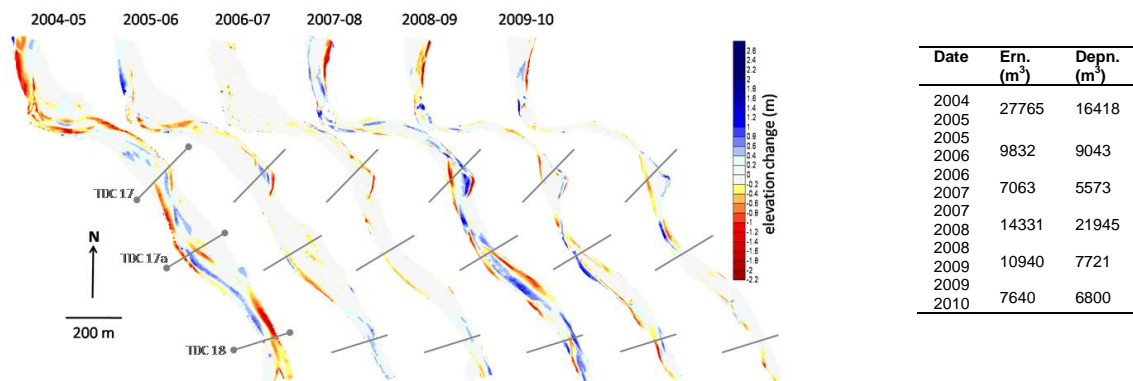 2004-05 2005-06 2006-07 2007-08 2008-09 2009-10
TDC 17
TDC 17a
TDC 18
N
200 m
2.6
2.4
2.2
2
1.8
1.6
1.4
1.2
1
0.8
0.6
0.4
0.2
0
-0.2
-0.4
-0.6
-0.8
-1
-1.2
-1.4
-1.6
-1.8
-2
-2.2
elevation change (m)
Date Ern. (m³) Depn. (m³)
2004 2005 27765 16418
2005 2006 9832 9043
2006 2007 7063 5573
2007 2008 14331 21945
2008 2009 10940 7721
2009 2010 7640 6800